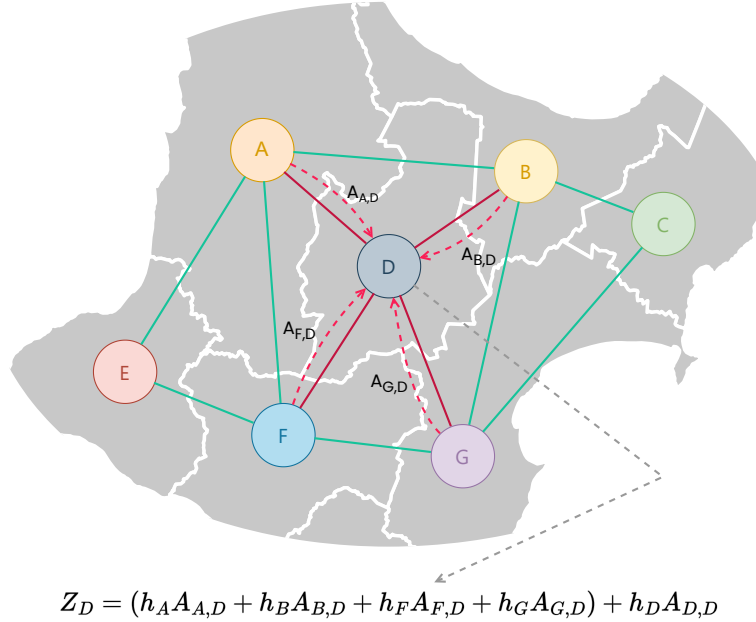 A
B
A_{A,D}
C
A_{B,D}
D
A_{F,D}
E
A_{G,D}
F
G
Z_D = (h_A A_{A,D} + h_B A_{B,D} + h_F A_{F,D} + h_G A_{G,D}) + h_D A_{D,D}